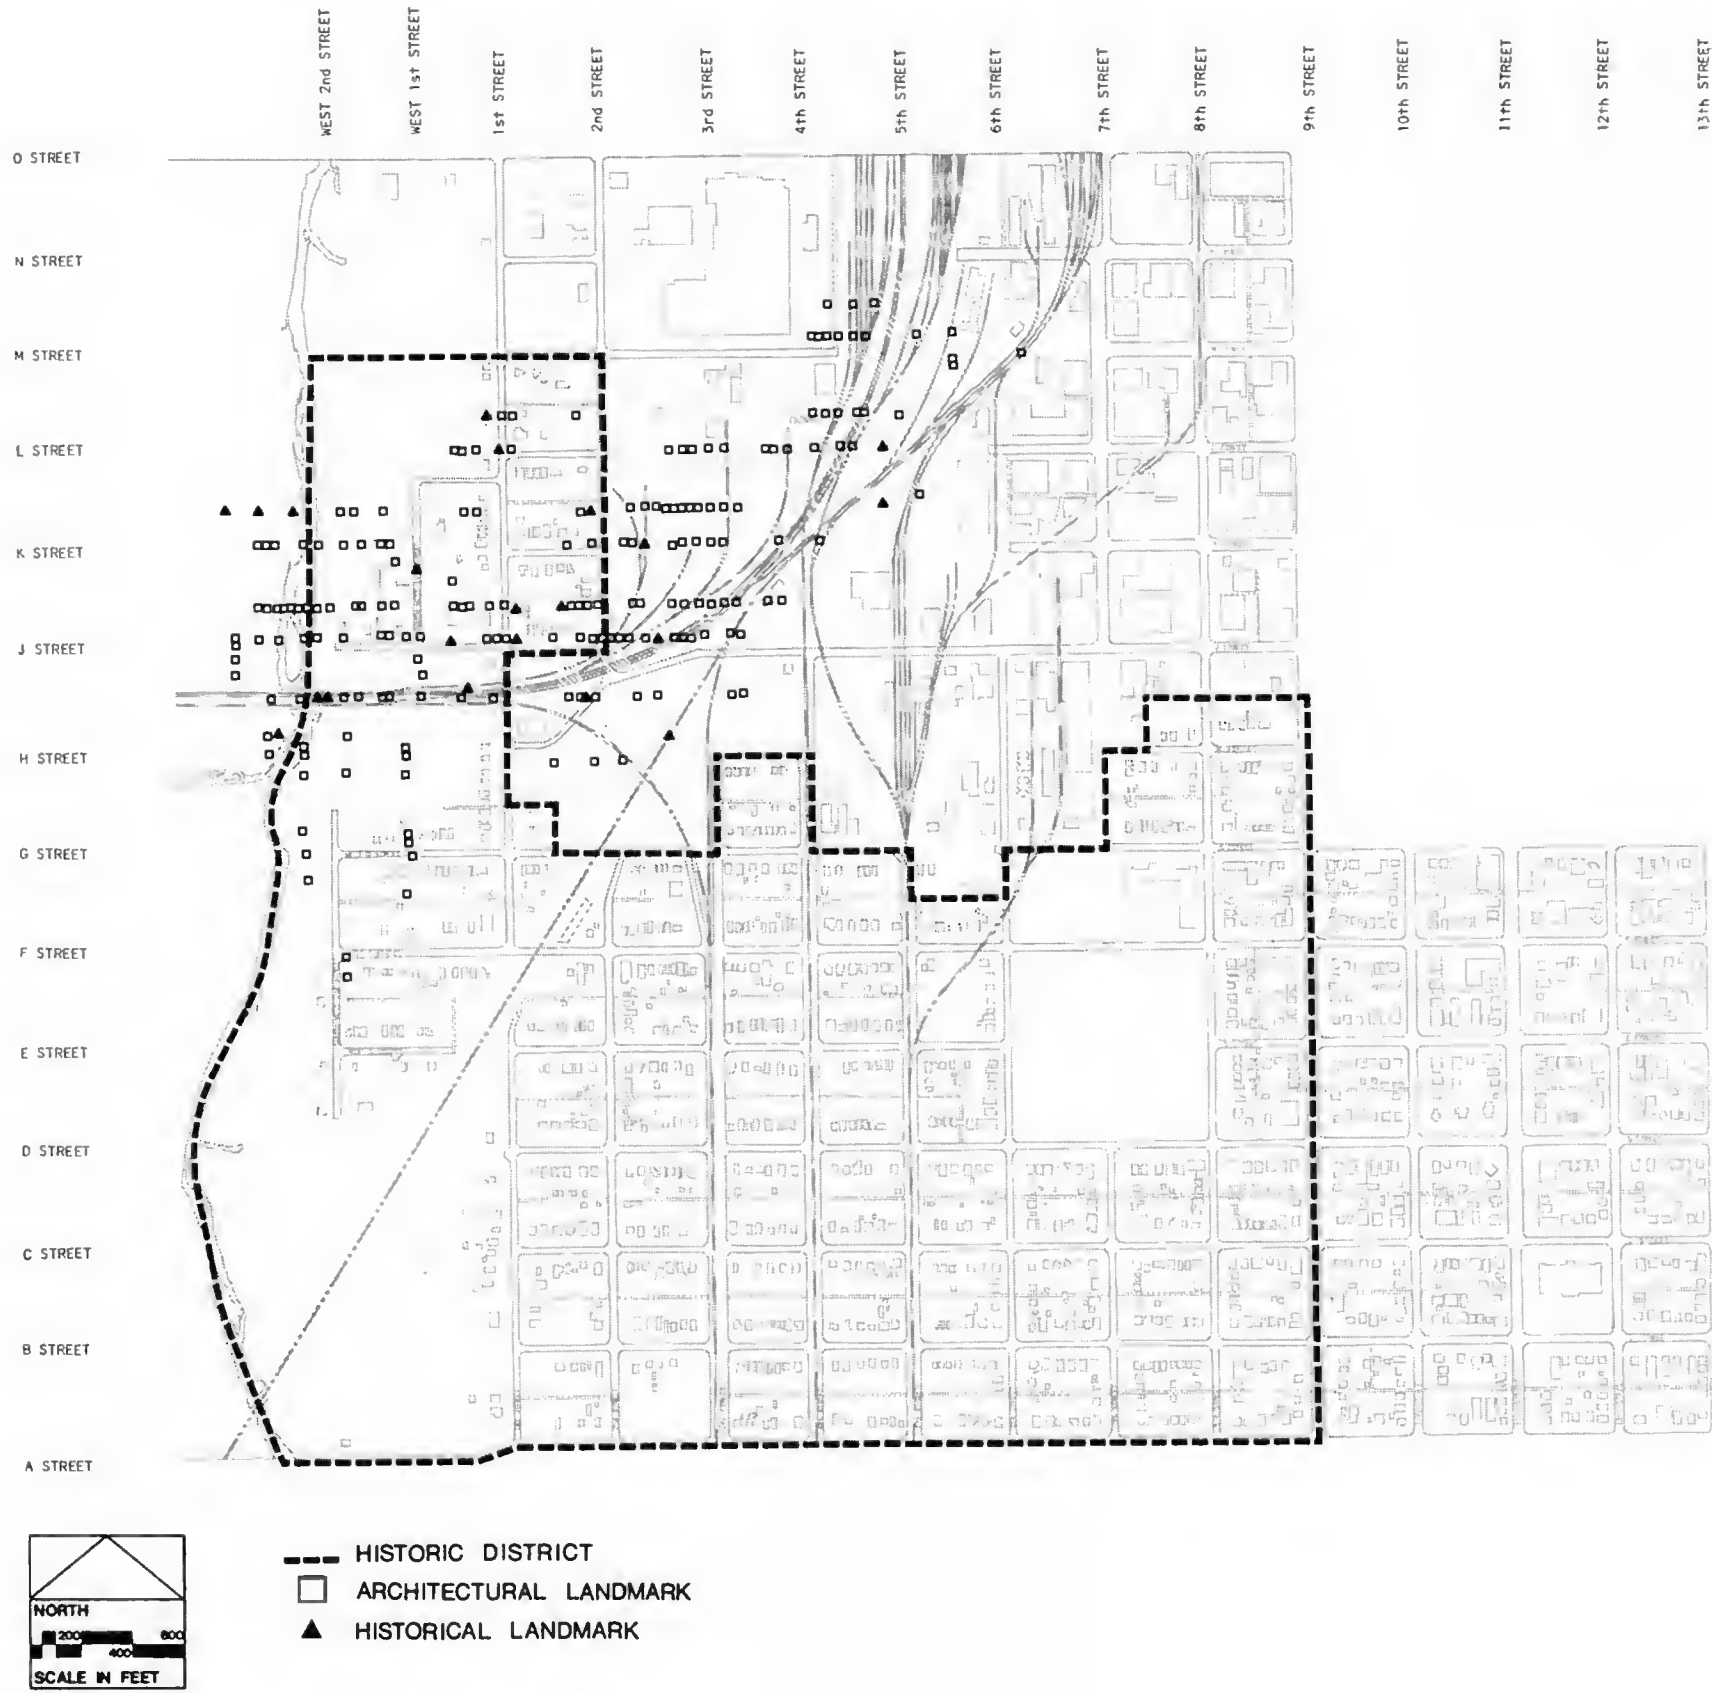 WEST 2nd STREET
WEST 1st STREET
1st STREET
2nd STREET
3rd STREET
4th STREET
5th STREET
6th STREET
7th STREET
8th STREET
9th STREET
10th STREET
11th STREET
12th STREET
13th STREET
O STREET
N STREET
M STREET
L STREET
K STREET
J STREET
H STREET
G STREET
F STREET
E STREET
D STREET
C STREET
B STREET
A STREET
HISTORIC DISTRICT
ARCHITECTURAL LANDMARK
HISTORICAL LANDMARK
NORTH
200 600
400
SCALE IN FEET